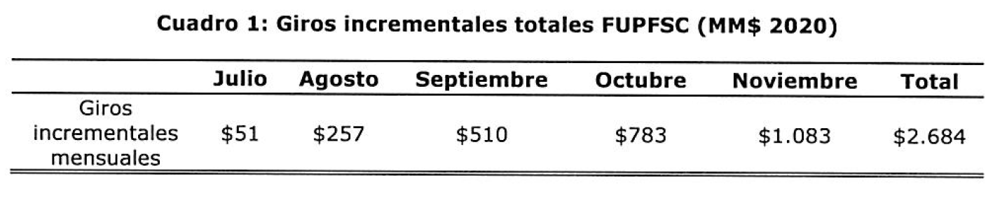 Cuadro 1: Giros incrementales totales FUPFSC (MM$ 2020)
Julio Agosto Septiembre Octubre Noviembre Total
Giros
incrementales $51 $257 $510 $783 $1.083 $2.684
mensuales